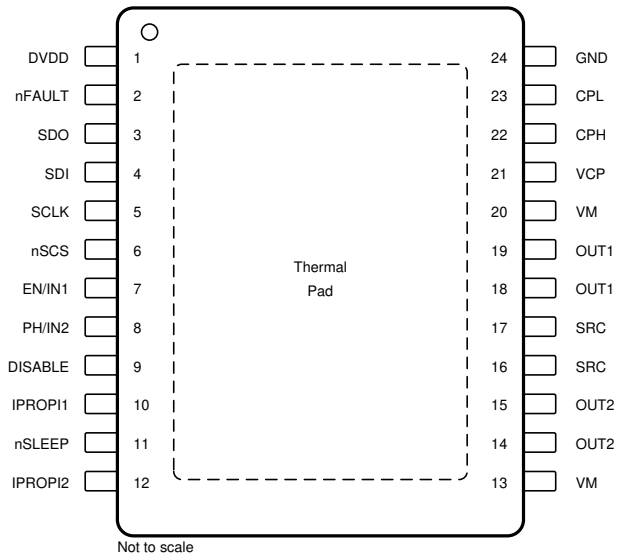 DVDD 1 24 GND
nFAULT 2 23 CPL
SDO 3 22 CPH
SDI 4 21 VCP
SCLK 5 20 VM
nSCS 6 19 OUT1
Thermal
Pad
EN/IN1 7 18 OUT1
PH/IN2 8 17 SRC
DISABLE 9 16 SRC
IPROPI1 10 15 OUT2
nSLEEP 11 14 OUT2
IPROPI2 12 13 VM
Not to scale